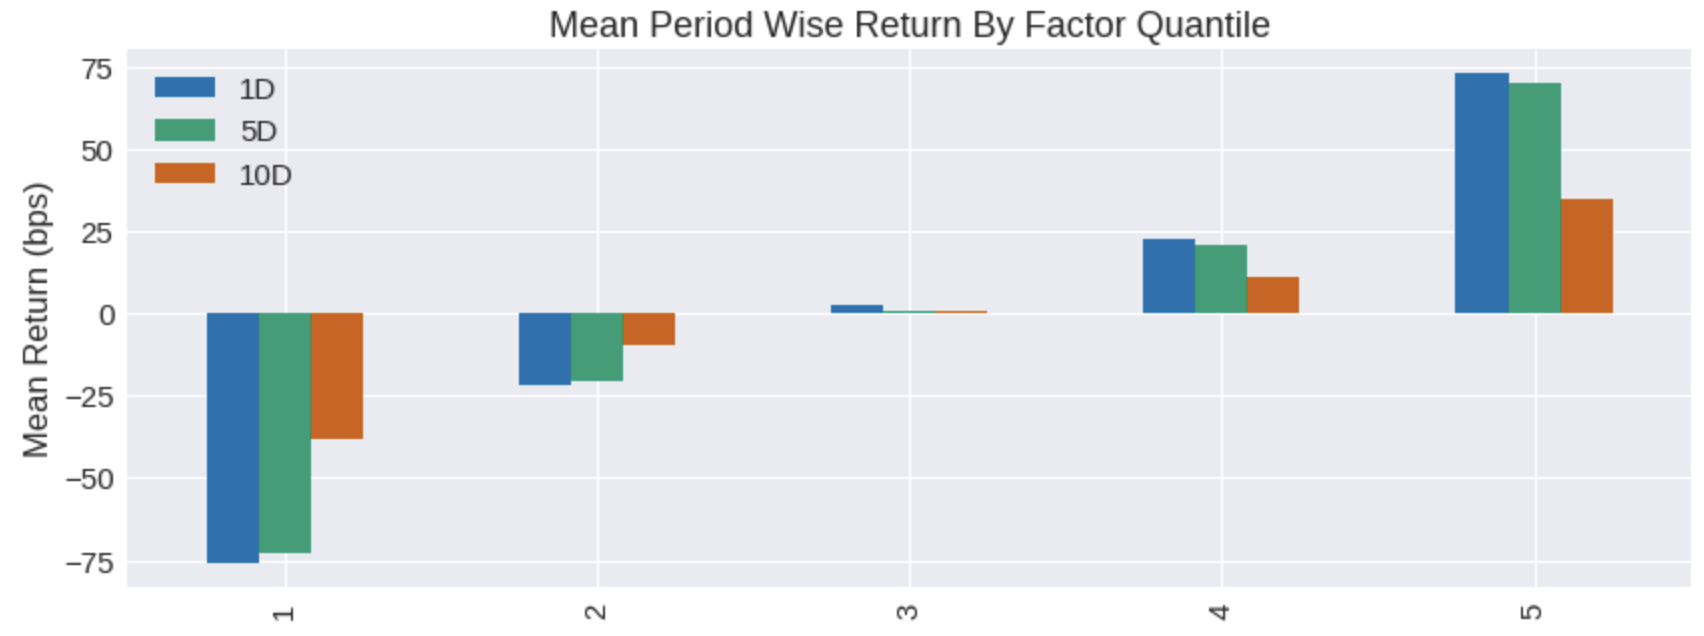 Mean Period Wise Return By Factor Quantile
Mean Return (bps)
75
50
25
0
−25
−50
−75
1D
5D
10D
1
2
3
4
5